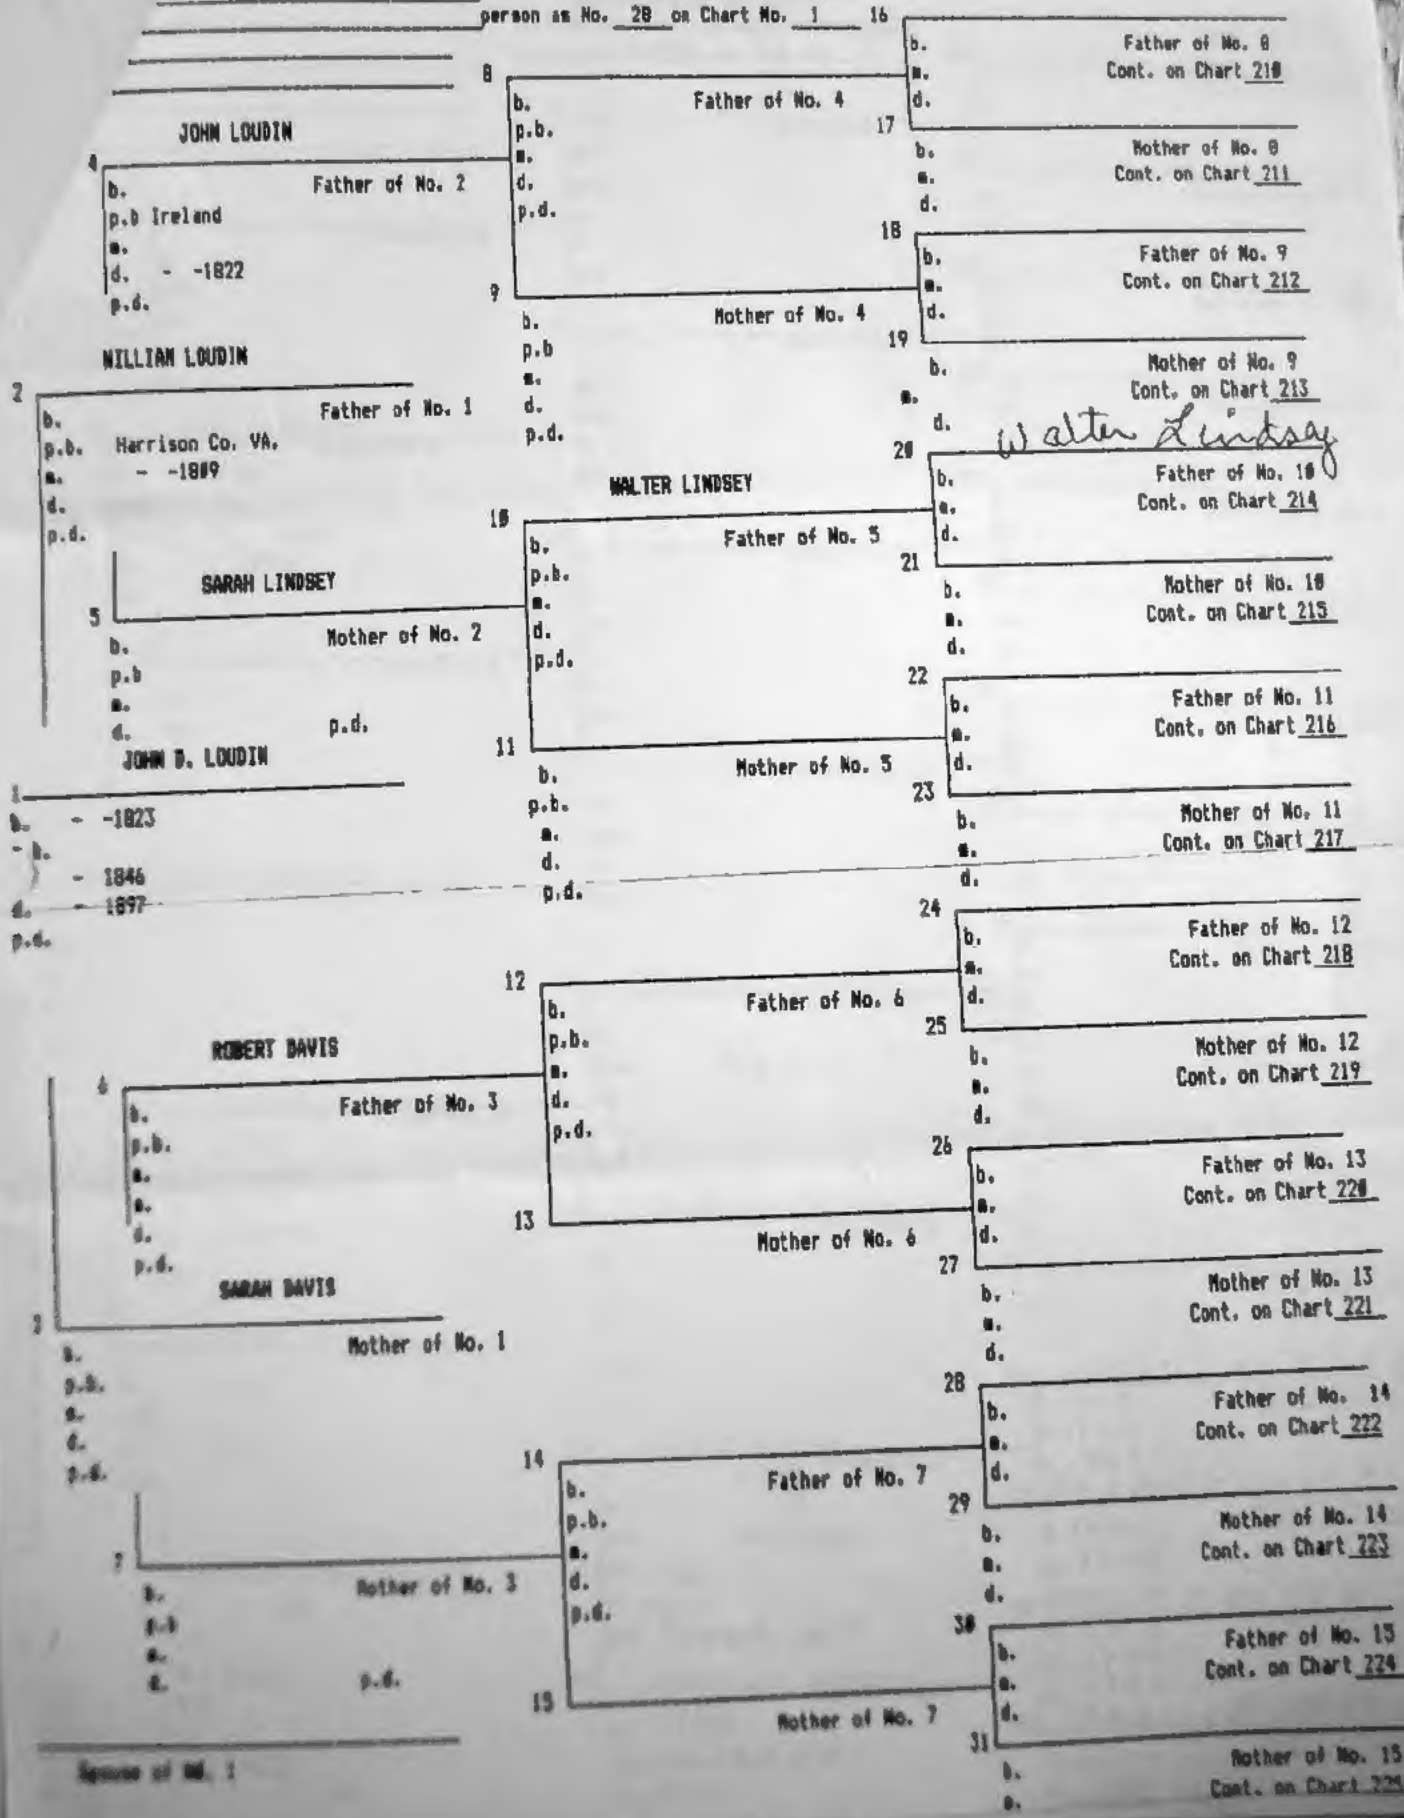 person as No. 28 on Chart No. 1
16
b.
m.
d.
Father of No. 8
Cont. on Chart 210
8
b.
p.b.
m.
d.
p.d.
Father of No. 4
17
b.
m.
d.
Mother of No. 8
Cont. on Chart 211
JOHN LOUDIN
4
b.
p.b Ireland
m.
d. - -1822
p.d.
Father of No. 2
18
b.
m.
d.
Father of No. 9
Cont. on Chart 212
9
b.
p.b
m.
d.
p.d.
Mother of No. 4
19
b.
m.
d.
Mother of No. 9
Cont. on Chart 213
WILLIAN LOUDIN
2
b.
p.b. Harrison Co. VA.
m. - -1809
d.
p.d.
Father of No. 1
20
Walter Lindsay
b.
m.
d.
Father of No. 10
Cont. on Chart 214
WALTER LINDSEY
10
b.
p.b.
m.
d.
p.d.
Father of No. 5
21
b.
m.
d.
Mother of No. 10
Cont. on Chart 215
SARAH LINDSEY
5
b.
p.b
m.
d.
p.d.
Mother of No. 2
22
b.
m.
d.
Father of No. 11
Cont. on Chart 216
11
b.
p.b.
m.
d.
p.d.
Mother of No. 5
23
b.
m.
d.
Mother of No. 11
Cont. on Chart 217
JOHN D. LOUDIN
1
b. - -1823
b.
- 1846
d. - 1897
p.d.
24
b.
m.
d.
Father of No. 12
Cont. on Chart 218
12
b.
p.b.
m.
d.
p.d.
Father of No. 6
25
b.
m.
d.
Mother of No. 12
Cont. on Chart 219
ROBERT DAVIS
6
b.
p.b.
m.
m.
d.
p.d.
Father of No. 3
26
b.
m.
d.
Father of No. 13
Cont. on Chart 220
13
Mother of No. 6
27
b.
m.
d.
Mother of No. 13
Cont. on Chart 221
SARAH DAVIS
3
b.
p.b.
m.
d.
p.d.
Mother of No. 1
28
b.
m.
d.
Father of No. 14
Cont. on Chart 222
14
b.
p.b.
m.
d.
p.d.
Father of No. 7
29
b.
m.
d.
Mother of No. 14
Cont. on Chart 223
7
b.
p.b
m.
d.
p.d.
Mother of No. 3
30
b.
m.
d.
Father of No. 15
Cont. on Chart 224
15
Mother of No. 7
31
b.
m.
Mother of No. 15
Cont. on Chart 225
Spouse of No. 1